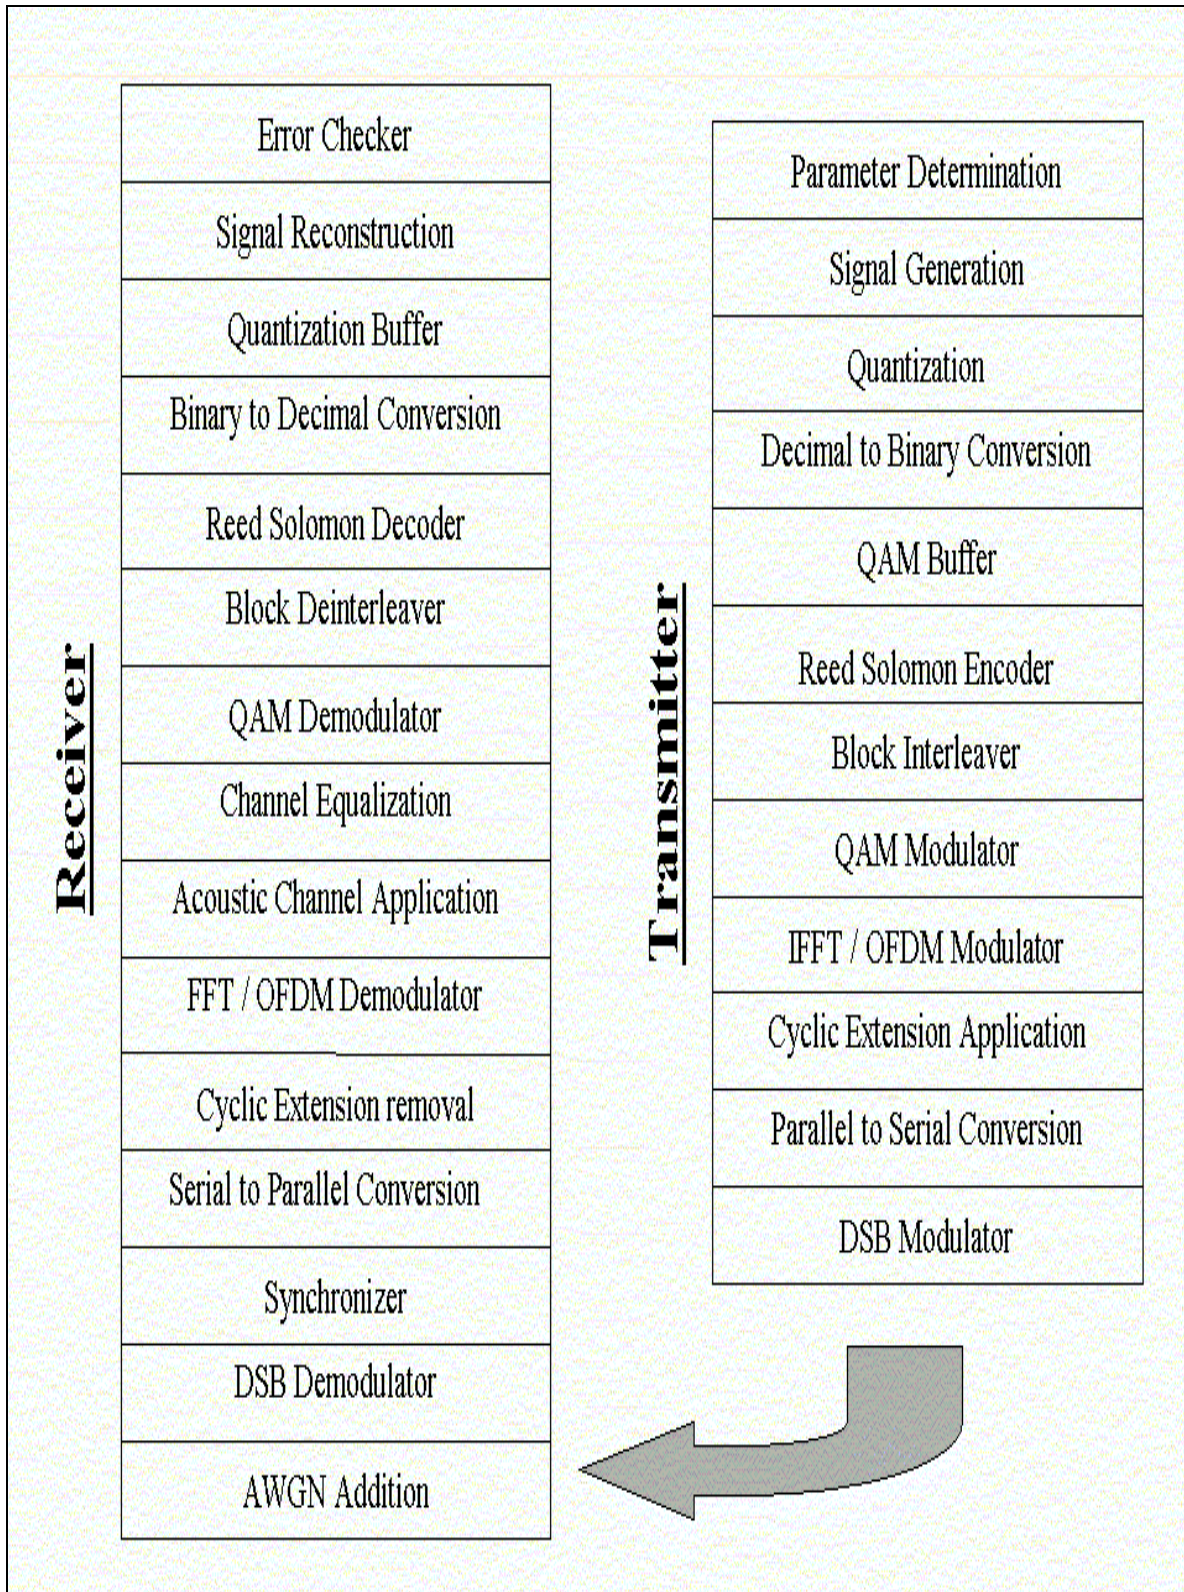 Receiver
Error Checker
Signal Reconstruction
Quantization Buffer
Binary to Decimal Conversion
Reed Solomon Decoder
Block Deinterleaver
QAM Demodulator
Channel Equalization
Acoustic Channel Application
FFT / OFDM Demodulator
Cyclic Extension removal
Serial to Parallel Conversion
Synchronizer
DSB Demodulator
AWGN Addition
Transmitter
Parameter Determination
Signal Generation
Quantization
Decimal to Binary Conversion
QAM Buffer
Reed Solomon Encoder
Block Interleaver
QAM Modulator
IFFT / OFDM Modulator
Cyclic Extension Application
Parallel to Serial Conversion
DSB Modulator